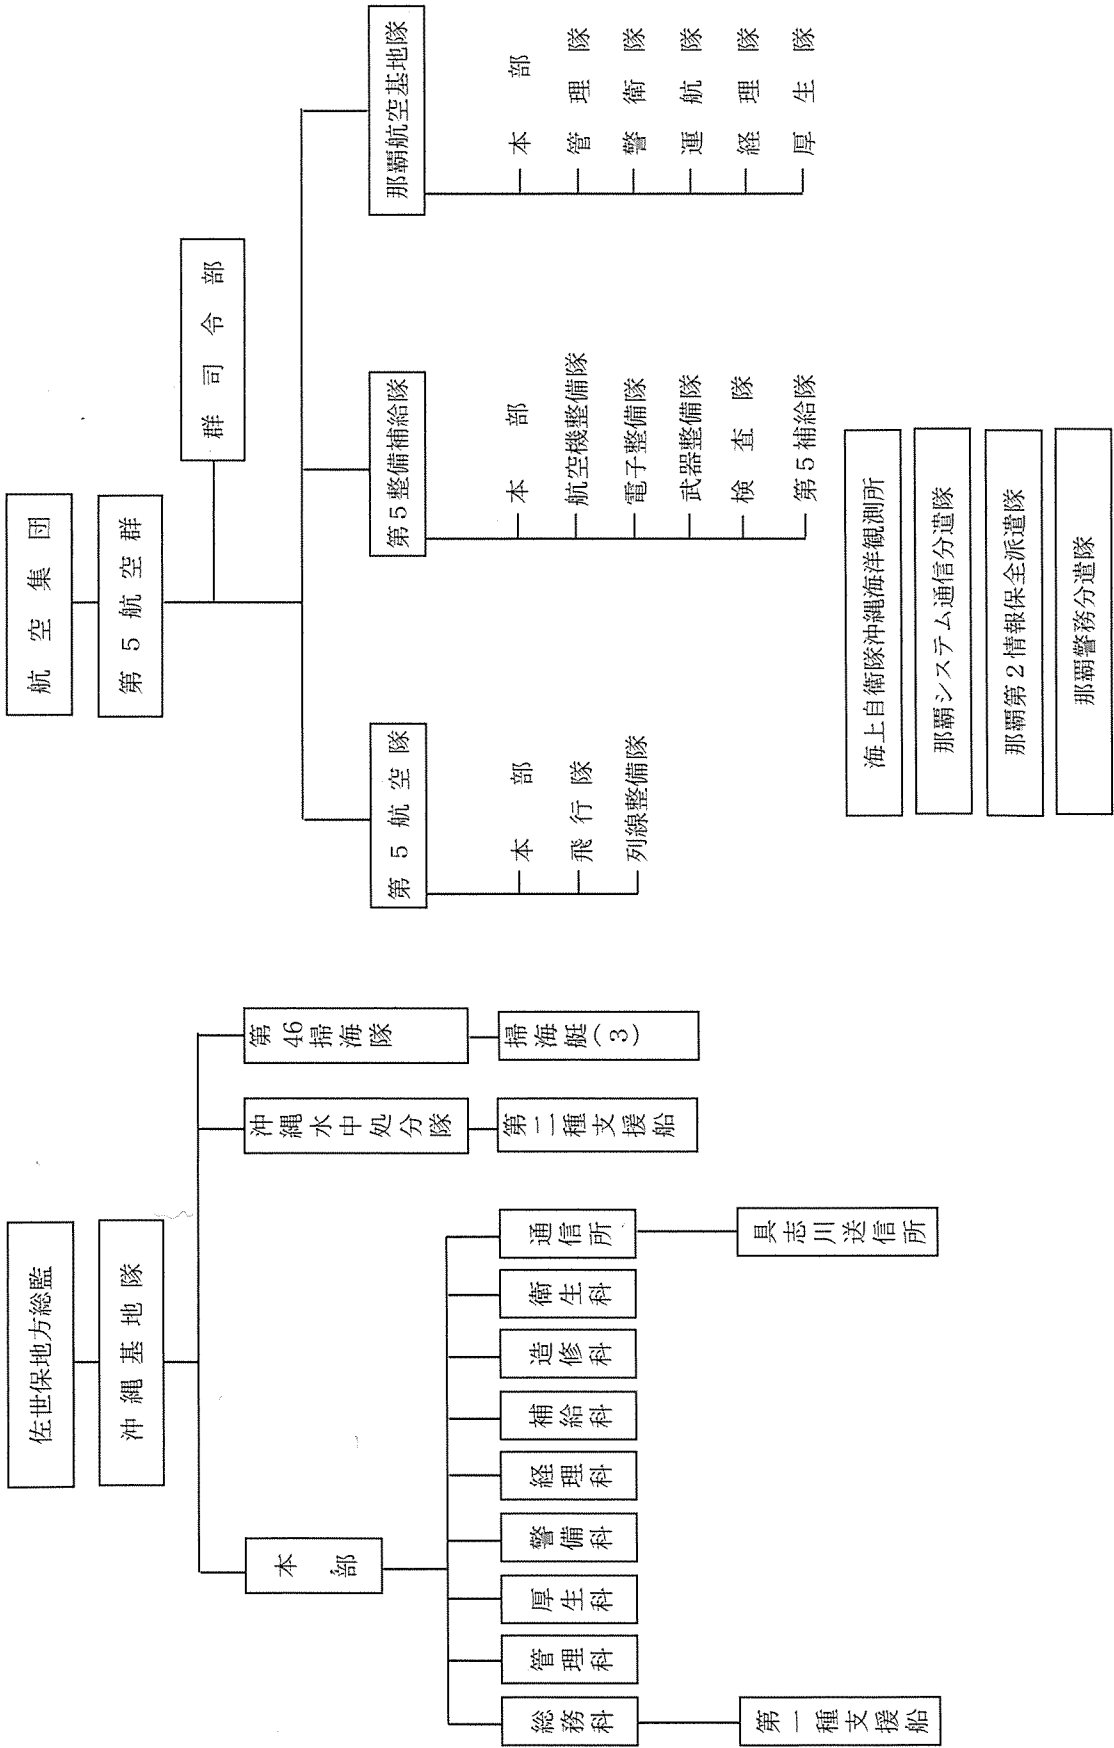 佐世保地方総監
沖縄基地隊
本部
総務科
管理科
厚生科
警備科
経理科
補給科
造修科
衛生科
通信所
第一種支援船
具志川送信所
沖縄水中処分隊
第二種支援船
第46掃海隊
掃海艇(3)
航空集団
第5航空群
群司令部
第5航空隊
本部
飛行隊
列線整備隊
第5整備補給隊
本部
航空機整備隊
電子整備隊
武器整備隊
検査隊
第5補給隊
那覇航空基地隊
本部
管理隊
警衛隊
運航隊
経理隊
厚生隊
海上自衛隊沖縄海洋観測所
那覇システム通信分遣隊
那覇第2情報保全派遣隊
那覇警務分遣隊